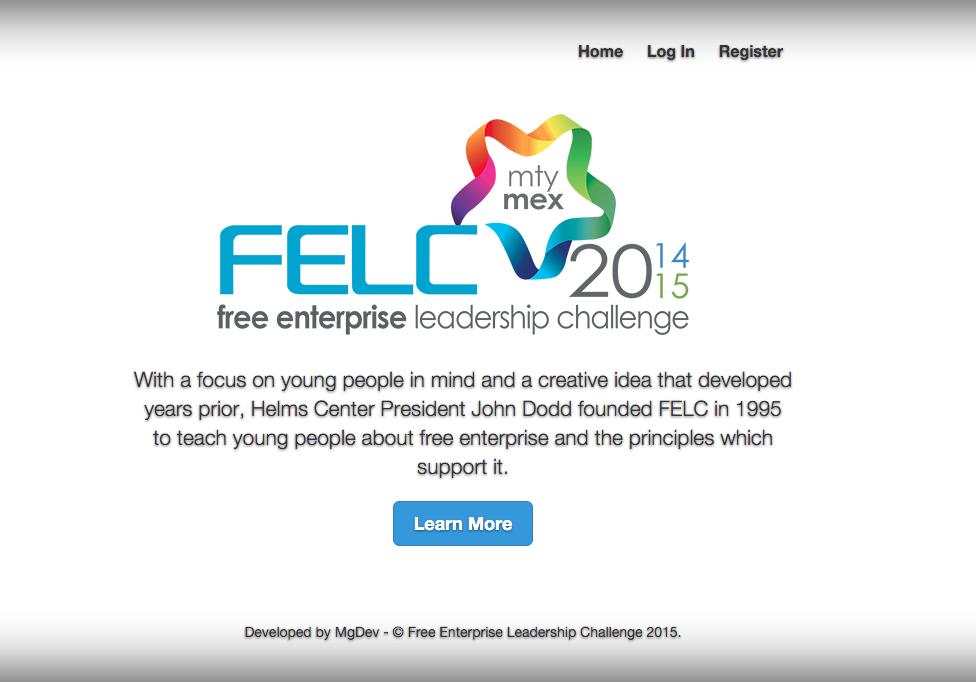 Home Log In Register
mty
mex
FELC 2014
15
free enterprise leadership challenge
With a focus on young people in mind and a creative idea that developed
years prior, Helms Center President John Dodd founded FELC in 1995
to teach young people about free enterprise and the principles which
support it.
Learn More
Developed by MgDev - © Free Enterprise Leadership Challenge 2015.